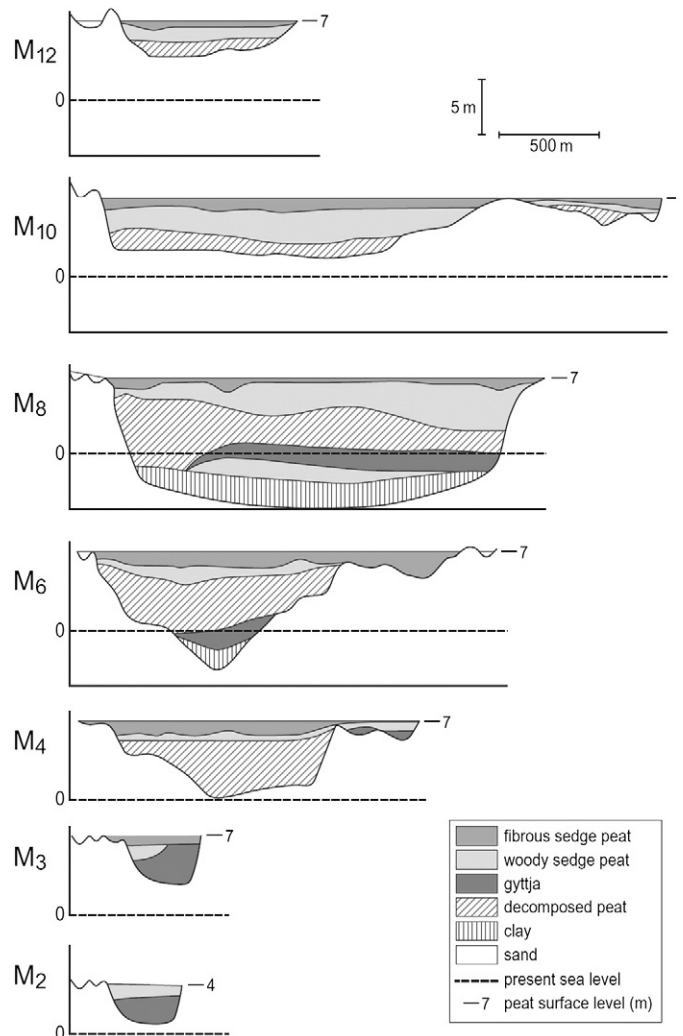 — 7
M12
0
5 m
500 m
M10
0
— 7
M8
0
— 7
M6
0
— 7
M4
0
— 7
M3
0
— 4
M2
0
fibrous sedge peat
woody sedge peat
gyttja
decomposed peat
clay
sand
present sea level
— 7 peat surface level (m)